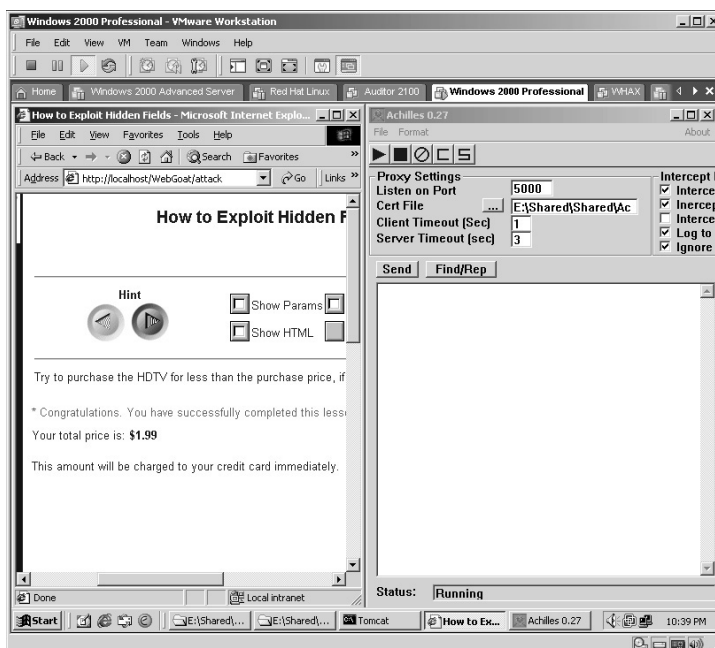 Windows 2000 Professional - VMware Workstation
File Edit View VM Team Windows Help
Home Windows 2000 Advanced Server Red Hat Linux Auditor 2100 Windows 2000 Professional WHAX
How to Exploit Hidden Fields - Microsoft Internet Explo...
File Edit View Favorites Tools Help
Back Search Favorites »
Address http://localhost/WebGoat/attack Go Links »
How to Exploit Hidden F
Hint
Show Params
Show HTML
Try to purchase the HDTV for less than the purchase price, if
* Congratulations. You have successfully completed this less
Your total price is: $1.99
This amount will be charged to your credit card immediately.
Done Local intranet
Achilles 0.27
File Format About
Proxy Settings
Listen on Port 5000
Cert File ... E:\Shared\Shared\Ac
Client Timeout (Sec) 1
Server Timeout (sec) 3
Intercept
Interce
Inercep
Interce
Log to
Ignore
Send Find/Rep
Status: Running
Start E:\Shared\... E:\Shared\... Tomcat How to Ex... Achilles 0.27 10:39 PM